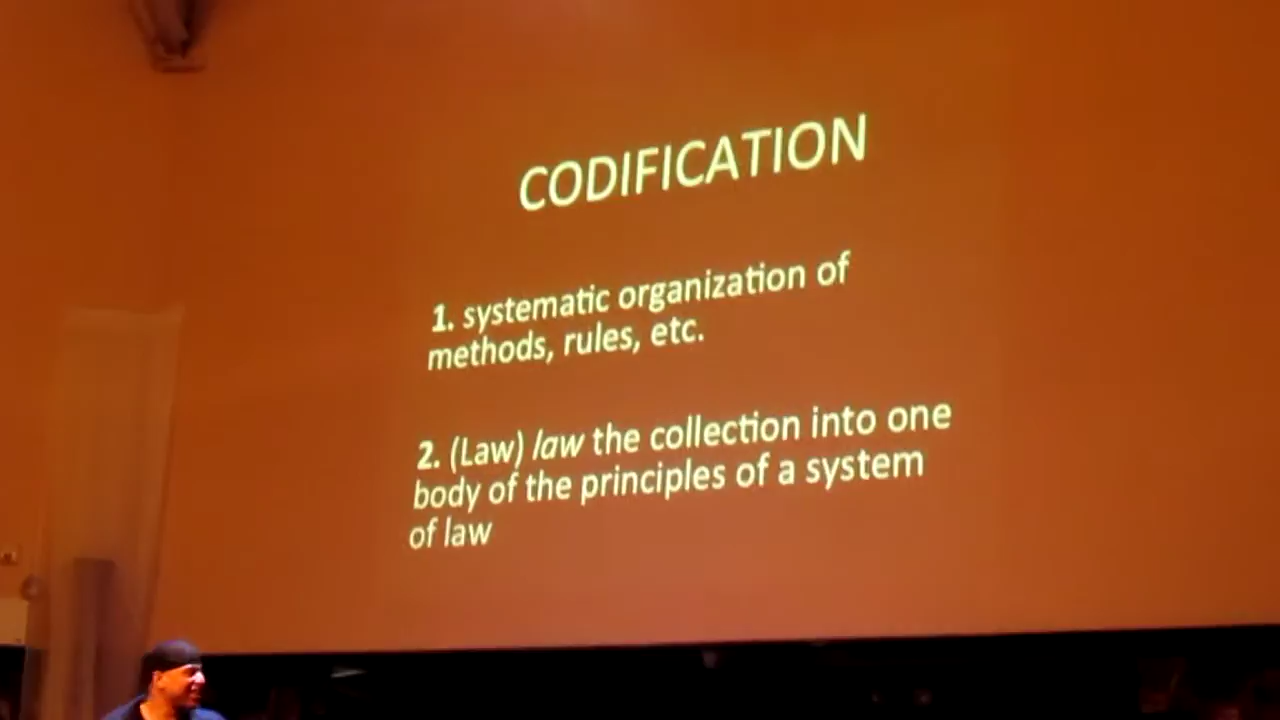 CODIFICATION
1. systematic organization of
methods, rules, etc.
2. (Law) law the collection into one
body of the principles of a system
of law